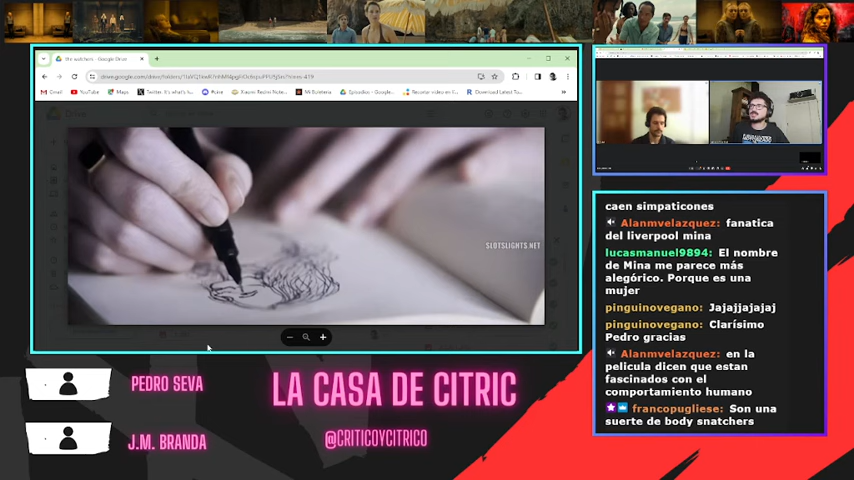 the watchers - Google Drive
Gmail
YouTube
Maps
SLOTSLIGHTS.NET
caen simpaticones
Alanmvelazquez: fanatica
del liverpool mina
lucasmanuel9894: El nombre
de Mina me parece más
alegórico. Porque es una
mujer
pinguinovegano: Jajajjajajaj
pinguinovegano: Clarísimo
Pedro gracias
Alanmvelazquez: en la
pelicula dicen que estan
fascinados con el
comportamiento humano
francopugliese: Son una
suerte de body snatchers
PEDRO SEVA
J.M. BRANDA
LA CASA DE CITRIC
@CRITICOYCITRICO